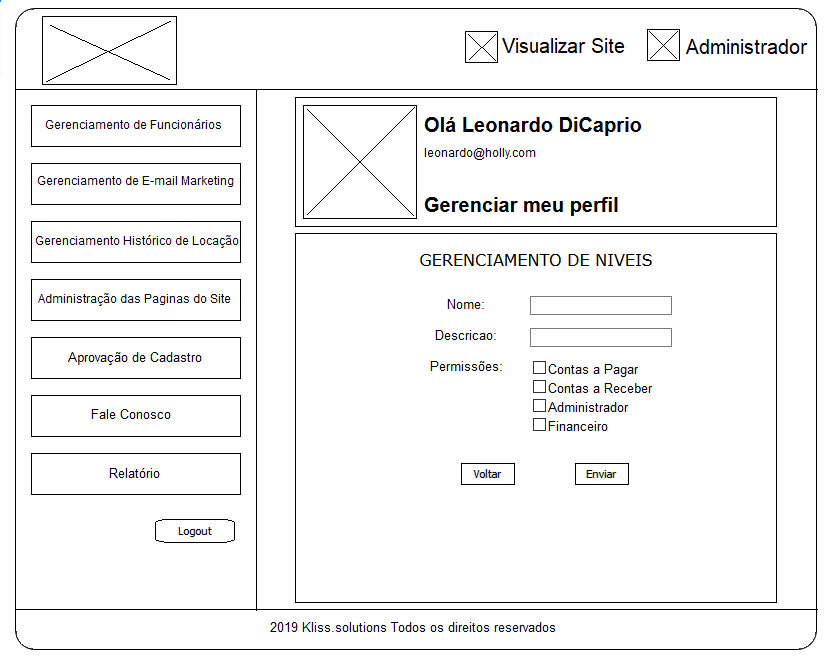 Visualizar Site
Administrador
Gerenciamento de Funcionários
Gerenciamento de E-mail Marketing
Gerenciamento Histórico de Locação
Administração das Paginas do Site
Aprovação de Cadastro
Fale Conosco
Relatório
Logout
Olá Leonardo DiCaprio
leonardo@holly.com
Gerenciar meu perfil
GERENCIAMENTO DE NIVEIS
Nome:
Descricao:
Permissões:
Contas a Pagar
Contas a Receber
Administrador
Financeiro
Voltar
Enviar
2019 Kliss.solutions Todos os direitos reservados